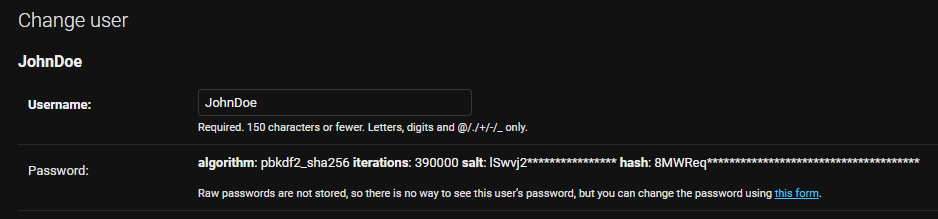 Change user
JohnDoe
Username:
JohnDoe
Required. 150 characters or fewer. Letters, digits and @/./+/-/_ only.
Password:
algorithm: pbkdf2_sha256 iterations: 390000 salt: lSwvj2**************** hash: 8MWReq**************************************
Raw passwords are not stored, so there is no way to see this user's password, but you can change the password using this form.